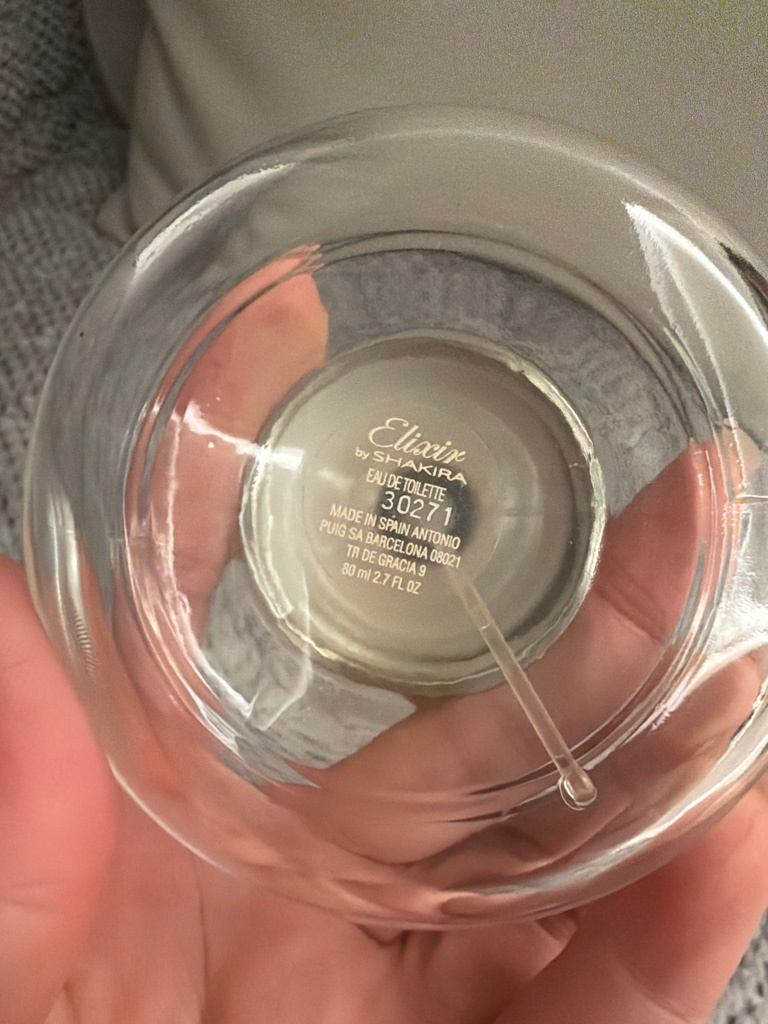 Elixir
by SHAKIRA
EAU DE TOILETTE
30271
MADE IN SPAIN ANTONIO
PUIG SA BARCELONA 08021
TR DE GRACIA 9
80 ml 2.7 FL OZ